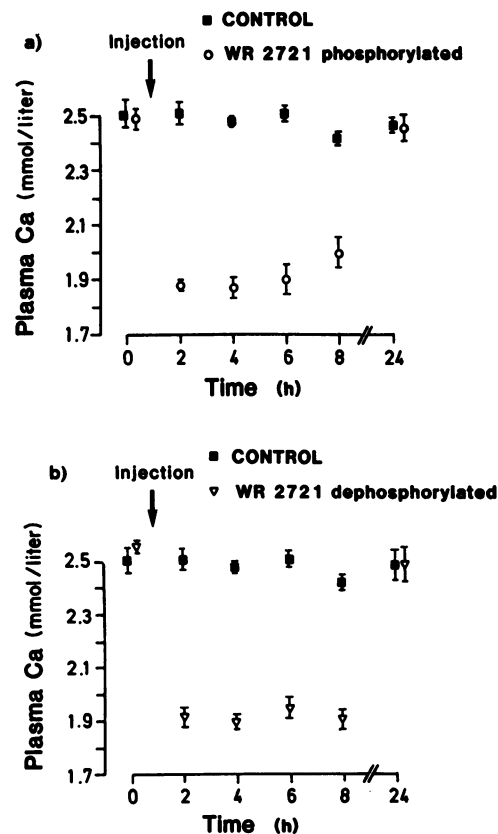 a)
Injection
■ CONTROL
○ WR 2721 phosphorylated
Plasma Ca (mmol/liter)
2.5
2.3
2.1
1.9
1.7
0 2 4 6 8 24
Time (h)
b)
Injection
■ CONTROL
▿ WR 2721 dephosphorylated
Plasma Ca (mmol/liter)
2.5
2.3
2.1
1.9
1.7
0 2 4 6 8 24
Time (h)